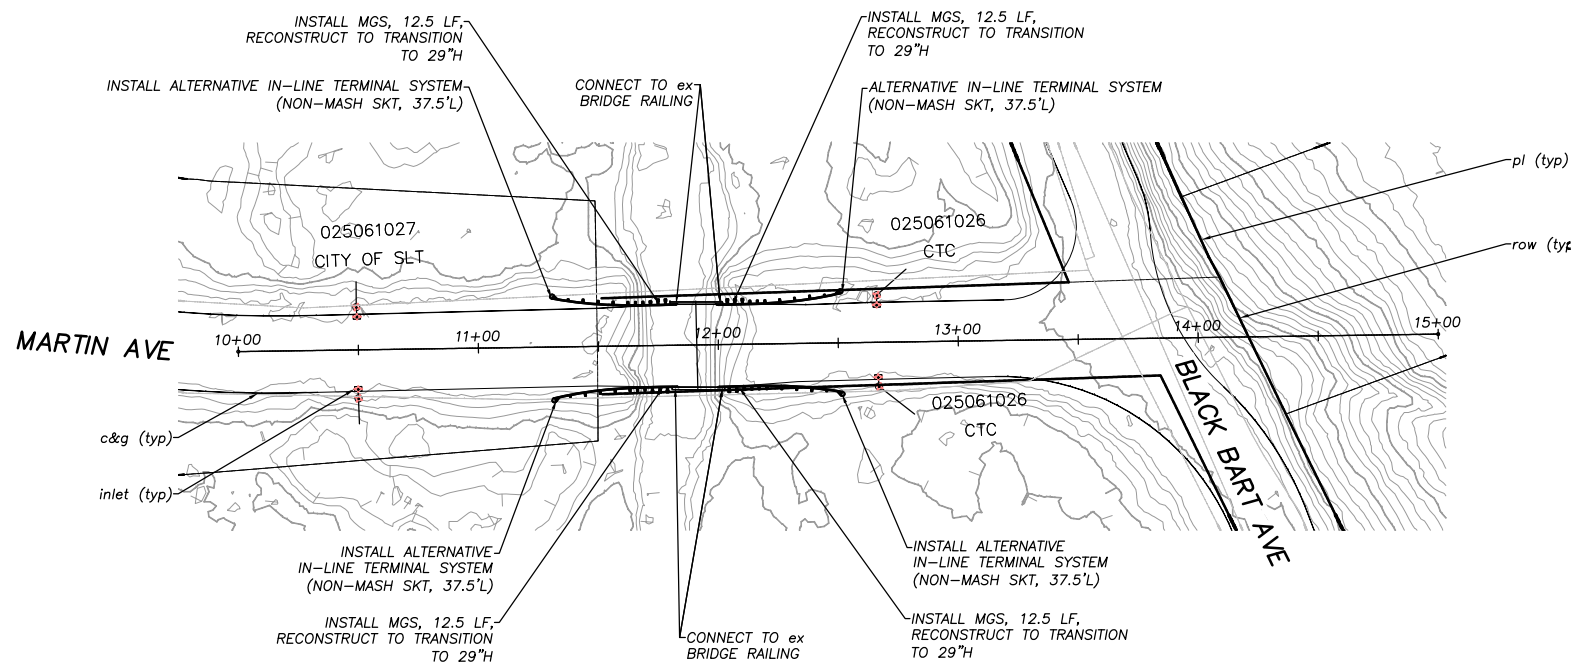 INSTALL MGS, 12.5 LF,
RECONSTRUCT TO TRANSITION
TO 29"H
INSTALL MGS, 12.5 LF,
RECONSTRUCT TO TRANSITION
TO 29"H
INSTALL ALTERNATIVE IN-LINE TERMINAL SYSTEM
(NON-MASH SKT, 37.5'L)
CONNECT TO ex
BRIDGE RAILING
ALTERNATIVE IN-LINE TERMINAL SYSTEM
(NON-MASH SKT, 37.5'L)
pl (typ)
025061027
CITY OF SLT
025061026
CTC
row (typ
MARTIN AVE
10+00
11+00
12+00
13+00
14+00
15+00
BLACK BART AVE
025061026
CTC
c&g (typ)
inlet (typ)
INSTALL ALTERNATIVE
IN-LINE TERMINAL SYSTEM
(NON-MASH SKT, 37.5'L)
INSTALL ALTERNATIVE
IN-LINE TERMINAL SYSTEM
(NON-MASH SKT, 37.5'L)
INSTALL MGS, 12.5 LF,
RECONSTRUCT TO TRANSITION
TO 29"H
CONNECT TO ex
BRIDGE RAILING
INSTALL MGS, 12.5 LF,
RECONSTRUCT TO TRANSITION
TO 29"H